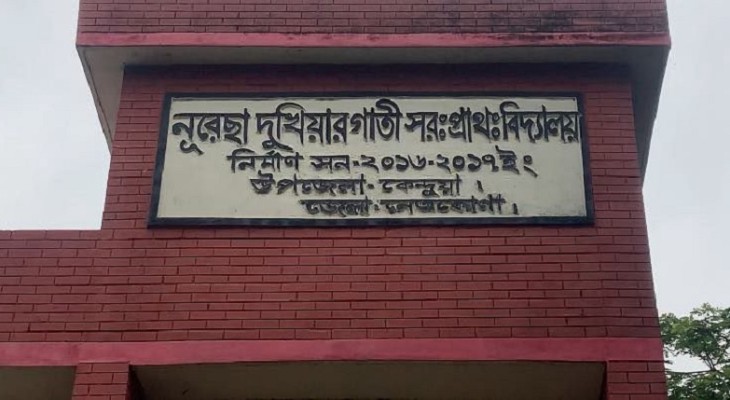 নূরেছা দুখিয়ারগাতী সরঃপ্রাথঃবিদ্যালয়
নির্মাণ সন-২০১৬-২০১৭ইং
উপজেলা-কেন্দুয়া।
জেলা-নেত্রকোণা।